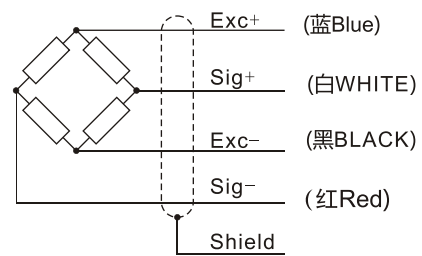 Exc+ (蓝Blue)
Sig+ (白WHITE)
Exc− (黑BLACK)
Sig− (红Red)
Shield